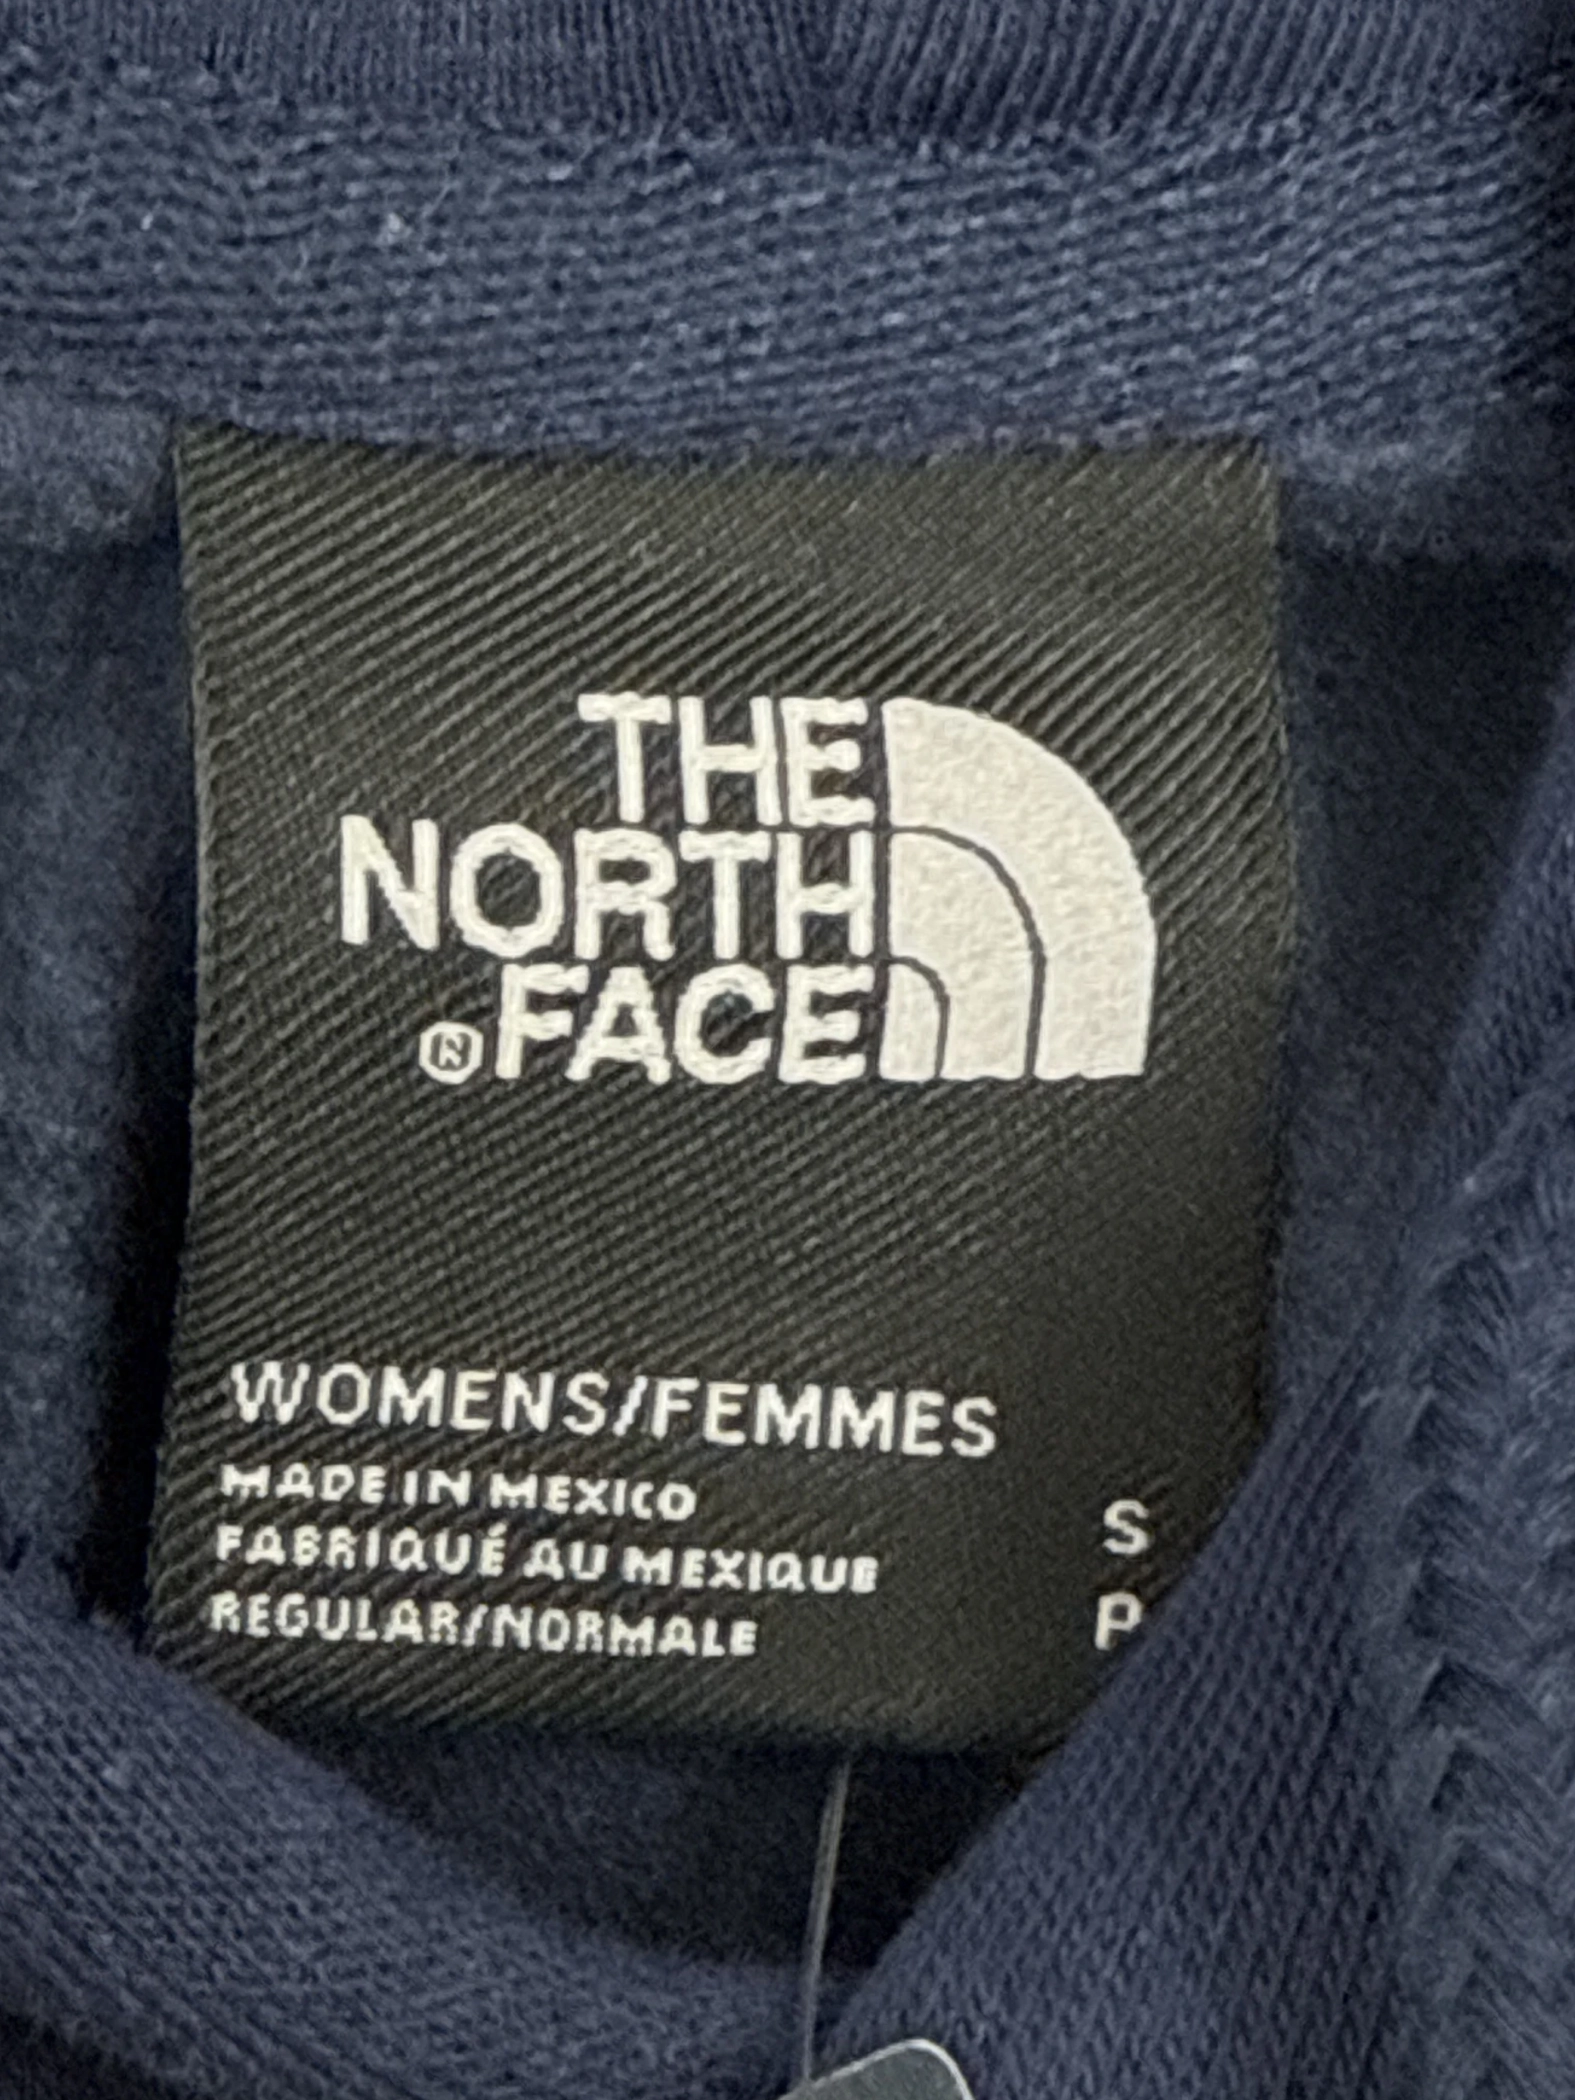 THE
NORTH
®FACE
WOMENS/FEMMES
MADE IN MEXICO
FABRIQUÉ AU MEXIQUE
REGULAR/NORMALE
S
P